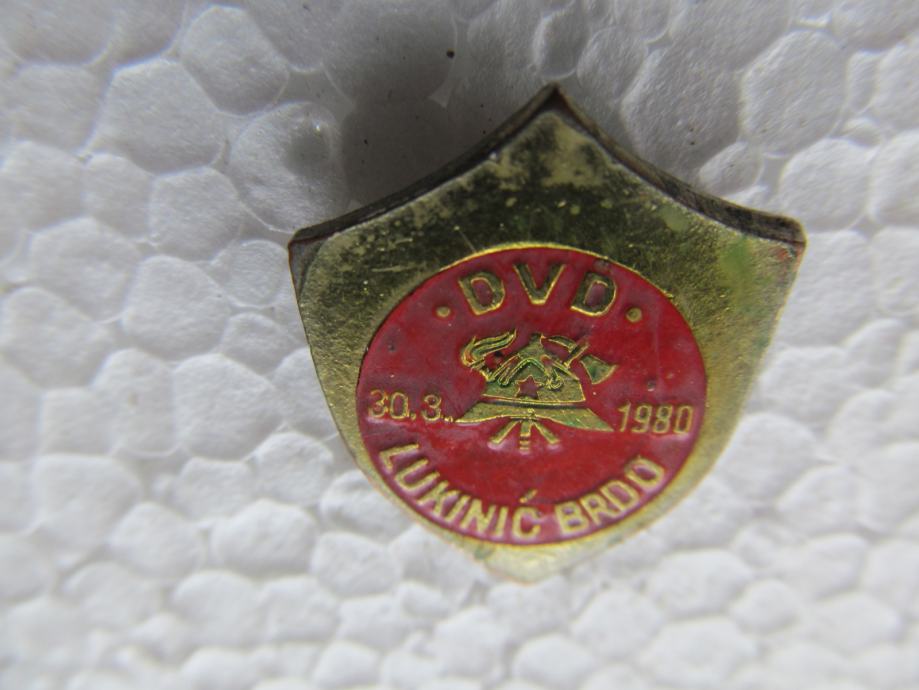 · DVD ·
30.3. 1980
LUKINIĆ BRDO